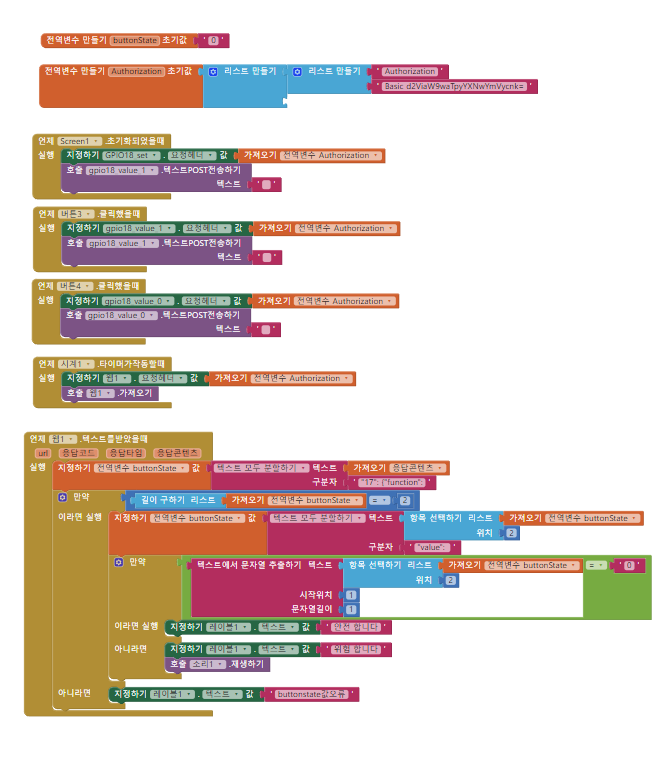 전역변수 만들기 buttonState 초기값 " 0 "
전역변수 만들기 Authorization 초기값 리스트 만들기 리스트 만들기 " Authorization "
" Basic d2ViaW9waTpyYXNwYmVycnk= "
언제 Screen1 .초기화되었을때
실행 지정하기 GPIO18_set . 요청헤더 값 가져오기 전역변수 Authorization
호출 gpio18_value_1 .텍스트POST전송하기
텍스트 " "
언제 버튼3 .클릭했을때
실행 지정하기 gpio18_value_1 . 요청헤더 값 가져오기 전역변수 Authorization
호출 gpio18_value_1 .텍스트POST전송하기
텍스트 " "
언제 버튼4 .클릭했을때
실행 지정하기 gpio18_value_0 . 요청헤더 값 가져오기 전역변수 Authorization
호출 gpio18_value_0 .텍스트POST전송하기
텍스트 " "
언제 시계1 .타이머가작동할때
실행 지정하기 웹1 . 요청헤더 값 가져오기 전역변수 Authorization
호출 웹1 .가져오기
언제 웹1 .텍스트를받았을때
url 응답코드 응답타입 응답콘텐츠
실행 지정하기 전역변수 buttonState 값 텍스트 모두 분할하기 텍스트 가져오기 응답콘텐츠
구분자 " "17": {"function": "
만약 길이 구하기 리스트 가져오기 전역변수 buttonState = 2
이라면 실행 지정하기 전역변수 buttonState 값 텍스트 모두 분할하기 텍스트 항목 선택하기 리스트 가져오기 전역변수 buttonState
위치 2
구분자 " "value": "
만약 텍스트에서 문자열 추출하기 텍스트 항목 선택하기 리스트 가져오기 전역변수 buttonState = " 0 "
위치 2
시작위치 1
문자열길이 1
이라면 실행 지정하기 레이블1 . 텍스트 값 " 안전 합니다 "
아니라면 지정하기 레이블1 . 텍스트 값 " 위험 합니다 "
호출 소리1 .재생하기
아니라면 지정하기 레이블1 . 텍스트 값 " buttonstate값오류 "